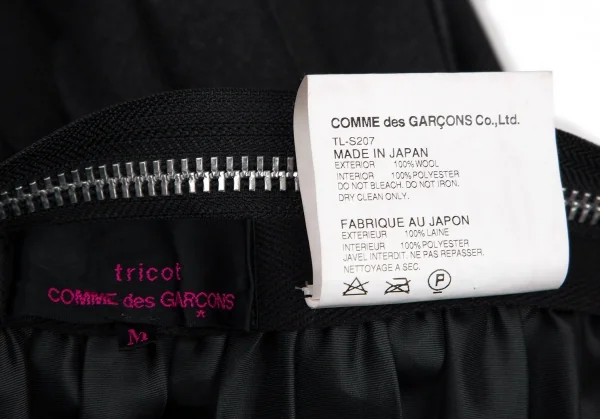 COMME des GARÇONS Co.,Ltd.
TL-S207
MADE IN JAPAN
EXTERIOR 100% WOOL
INTERIOR 100% POLYESTER
DO NOT BLEACH. DO NOT IRON.
DRY CLEAN ONLY.
FABRIQUE AU JAPON
EXTERIEUR 100% LAINE
INTERIEUR 100% POLYESTER
JAVEL INTERDIT. NE PAS REPASSER.
NETTOYAGE A SEC.
P
tricot
COMME des GARÇONS
*
M